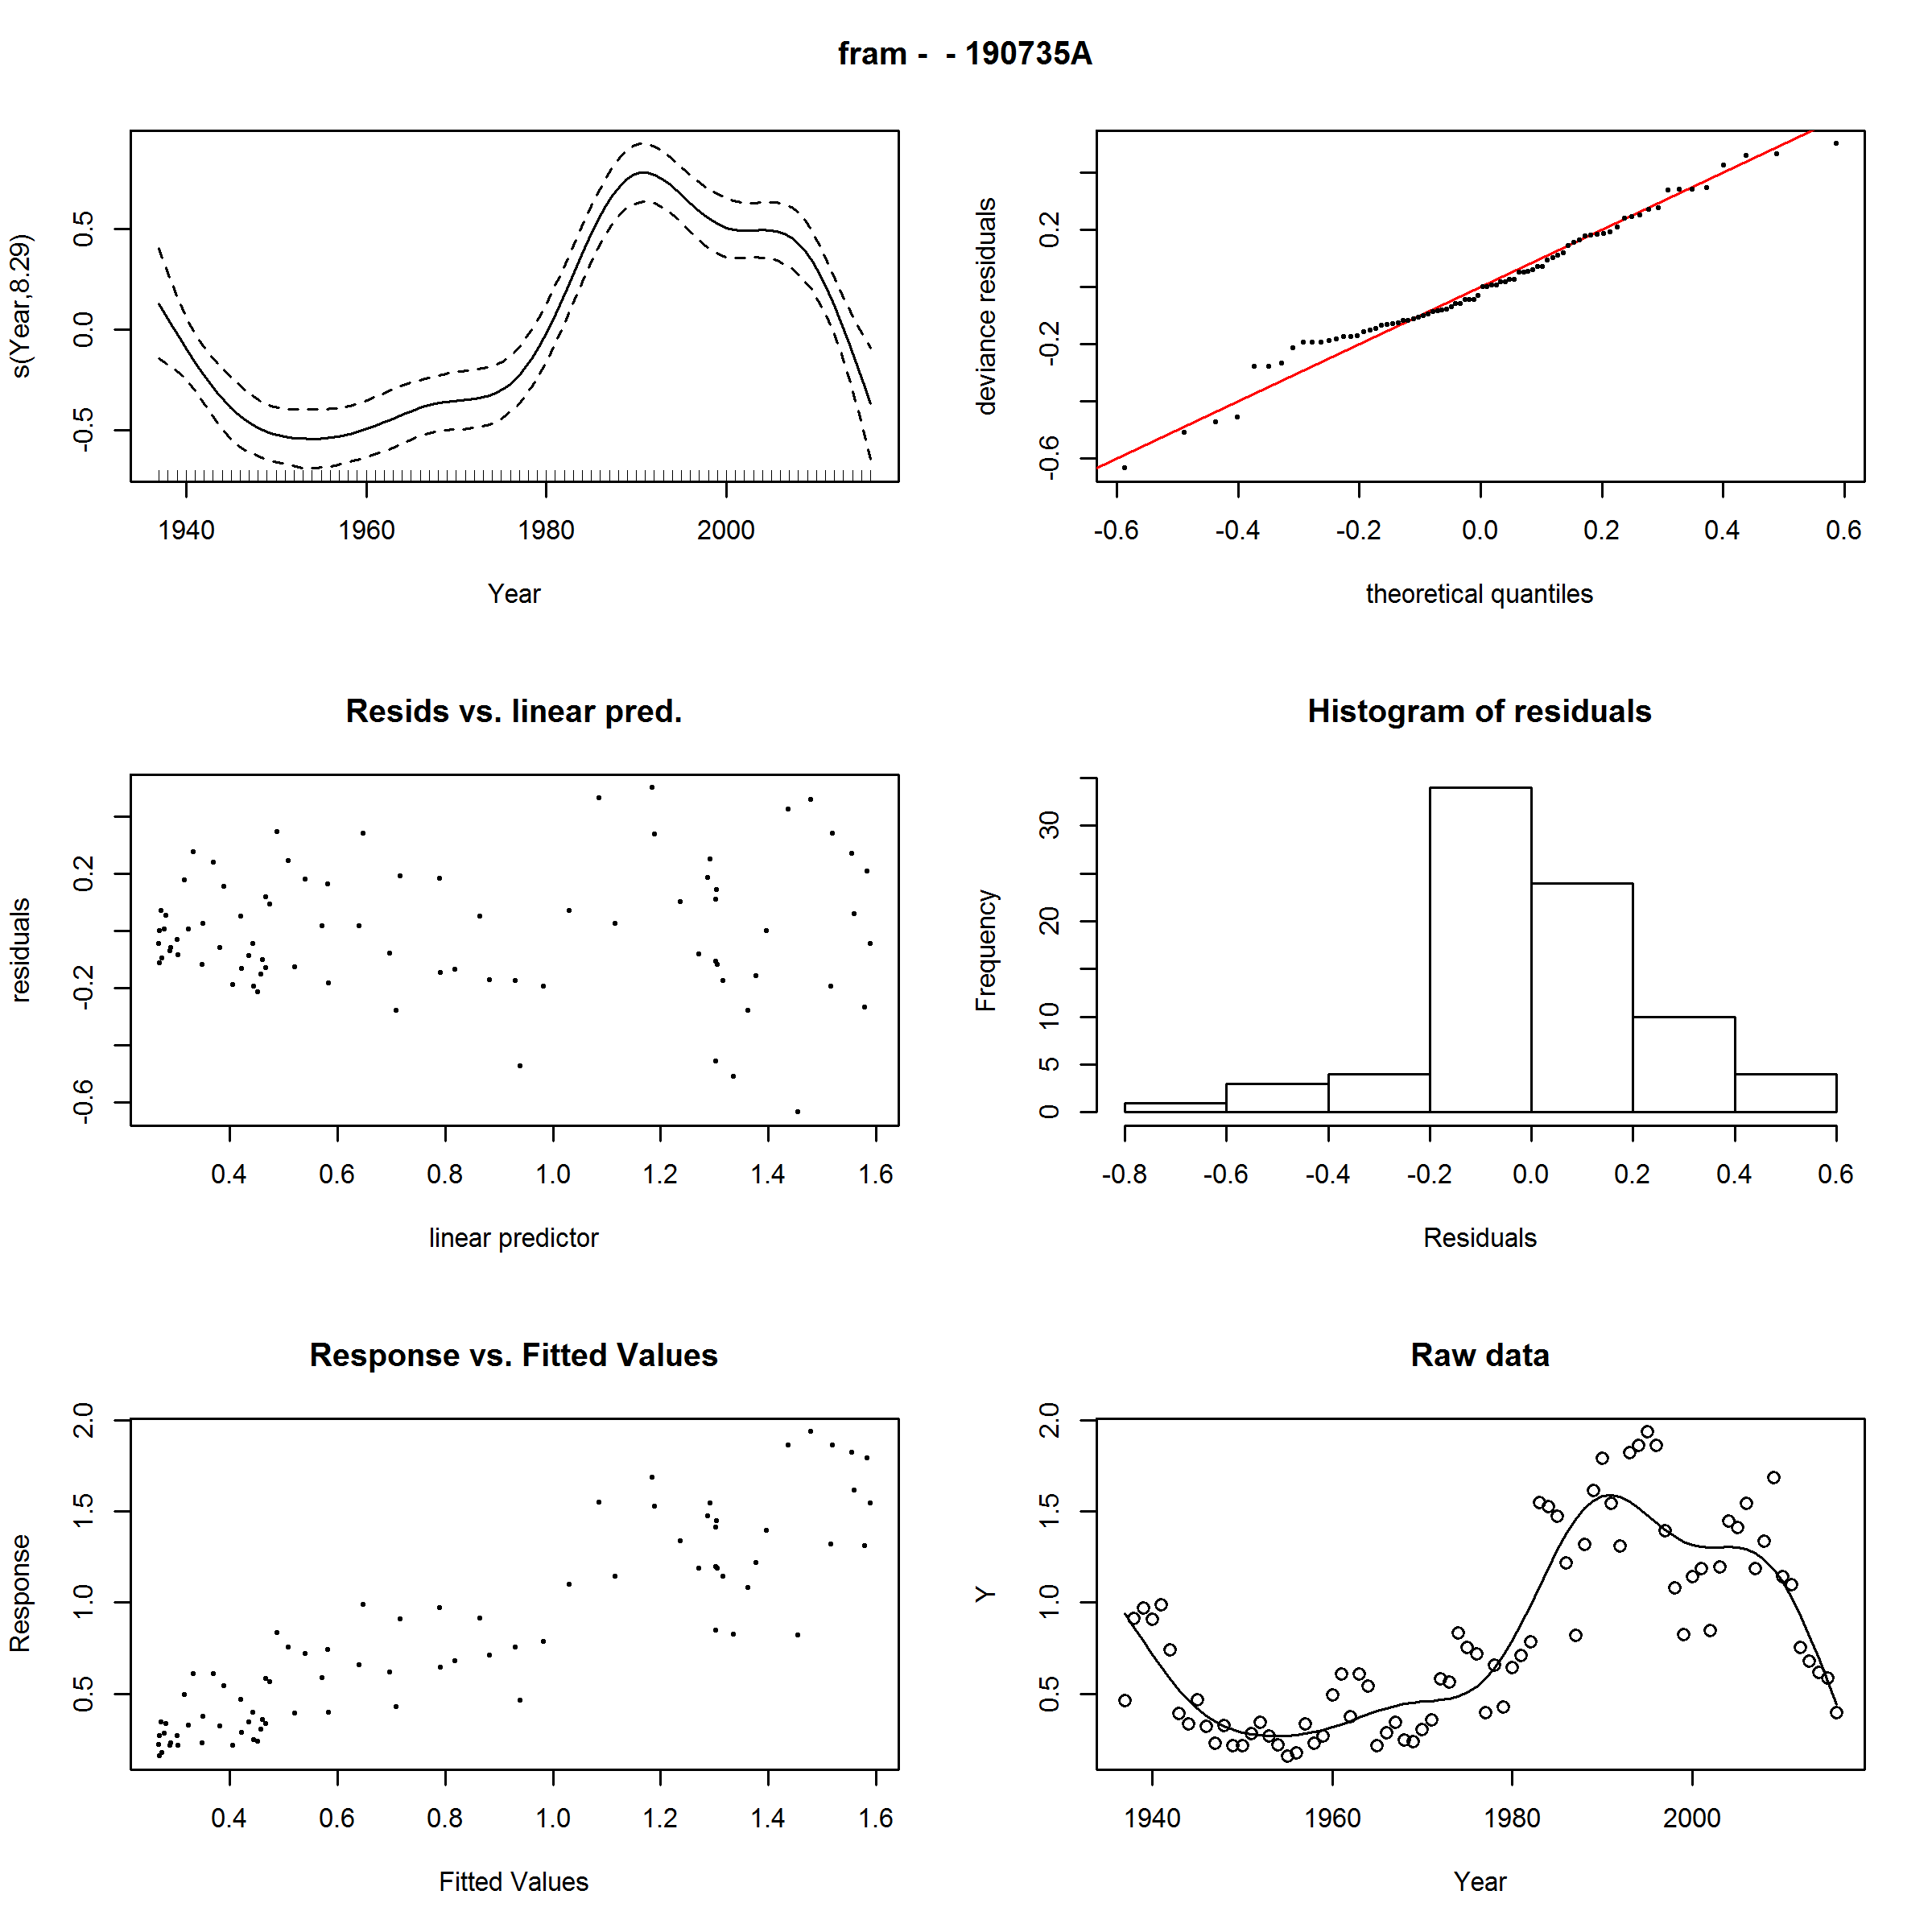 fram -  - 190735A
s(Year,8.29)
0.5
0.0
-0.5
1940 1960 1980 2000
Year
deviance residuals
0.2
-0.2
-0.6
-0.6 -0.4 -0.2 0.0 0.2 0.4 0.6
theoretical quantiles
Resids vs. linear pred.
residuals
0.2
-0.2
-0.6
0.4 0.6 0.8 1.0 1.2 1.4 1.6
linear predictor
Histogram of residuals
Frequency
30
20
10
5
0
-0.8 -0.6 -0.4 -0.2 0.0 0.2 0.4 0.6
Residuals
Response vs. Fitted Values
Response
2.0
1.5
1.0
0.5
0.4 0.6 0.8 1.0 1.2 1.4 1.6
Fitted Values
Raw data
Y
2.0
1.5
1.0
0.5
1940 1960 1980 2000
Year